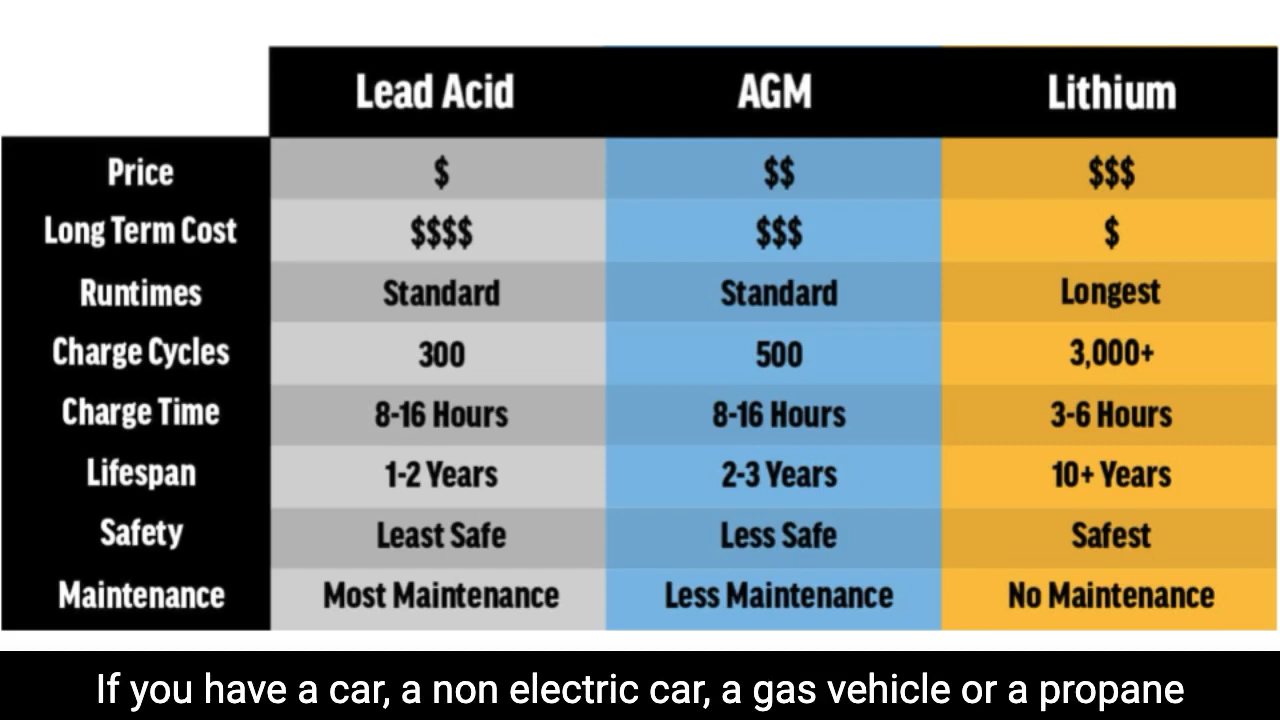 Lead Acid AGM Lithium
Price $ $$ $$$
Long Term Cost $$$$ $$$ $
Runtimes Standard Standard Longest
Charge Cycles 300 500 3,000+
Charge Time 8-16 Hours 8-16 Hours 3-6 Hours
Lifespan 1-2 Years 2-3 Years 10+ Years
Safety Least Safe Less Safe Safest
Maintenance Most Maintenance Less Maintenance No Maintenance
If you have a car, a non electric car, a gas vehicle or a propane